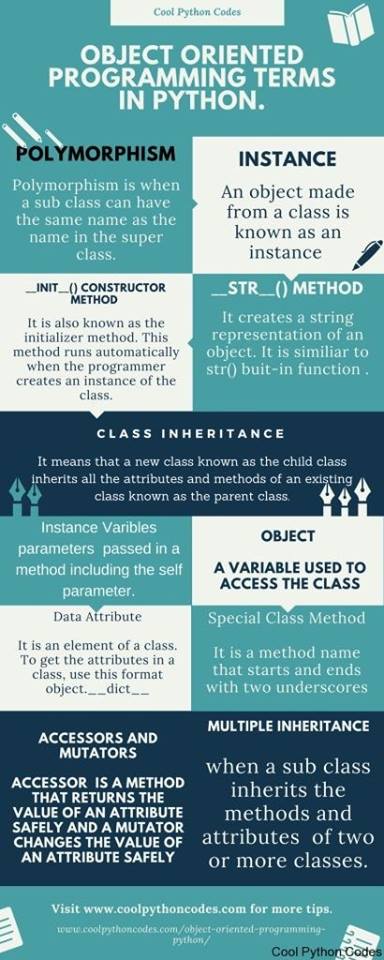 Cool Python Codes
OBJECT ORIENTED
PROGRAMMING TERMS
IN PYTHON.
POLYMORPHISM
Polymorphism is when
a sub class can have
the same name as the
name in the super
class.
INSTANCE
An object made
from a class is
known as an
instance
__INIT__() CONSTRUCTOR
METHOD
It is also known as the
initializer method. This
method runs automatically
when the programmer
creates an instance of the
class.
__STR__() METHOD
It creates a string
representation of an
object. It is similiar to
str() buit-in function .
CLASS INHERITANCE
It means that a new class known as the child class
inherits all the attributes and methods of an existing
class known as the parent class.
Instance Varibles
parameters passed in a
method including the self
parameter.
OBJECT
A VARIABLE USED TO
ACCESS THE CLASS
Data Attribute
It is an element of a class.
To get the attributes in a
class, use this format
object.__dict__
Special Class Method
It is a method name
that starts and ends
with two underscores
ACCESSORS AND
MUTATORS
ACCESSOR IS A METHOD
THAT RETURNS THE
VALUE OF AN ATTRIBUTE
SAFELY AND A MUTATOR
CHANGES THE VALUE OF
AN ATTRIBUTE SAFELY
MULTIPLE INHERITANCE
when a sub class
inherits the
methods and
attributes of two
or more classes.
Visit www.coolpythoncodes.com for more tips.
www.coolpythoncodes.com/object-oriented-programming-
python/
Cool Python Codes